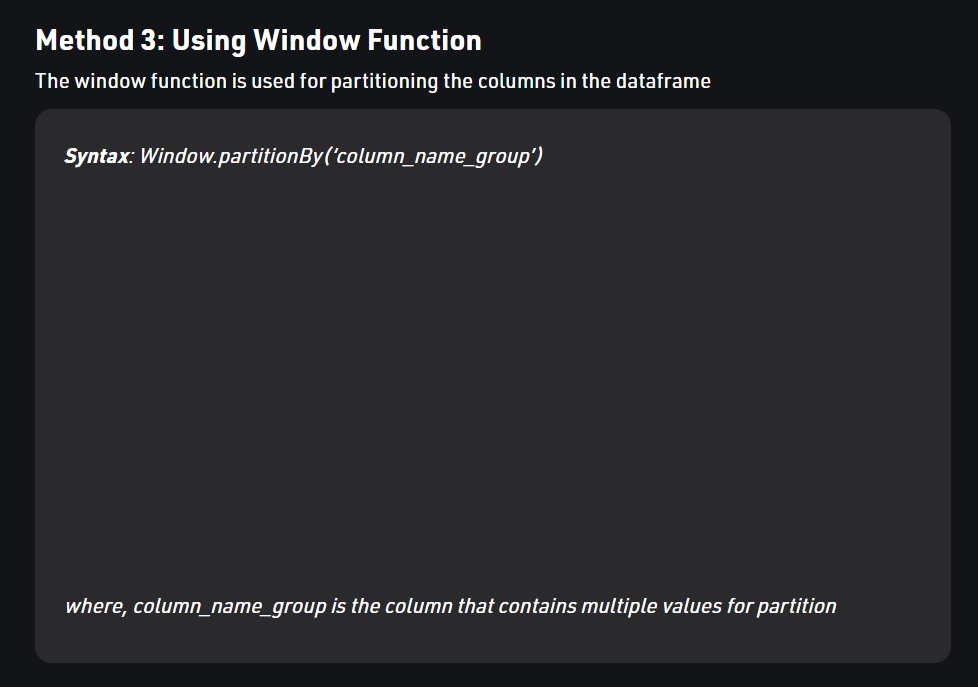 Method 3: Using Window Function
The window function is used for partitioning the columns in the dataframe
Syntax: Window.partitionBy(‘column_name_group’)
where, column_name_group is the column that contains multiple values for partition